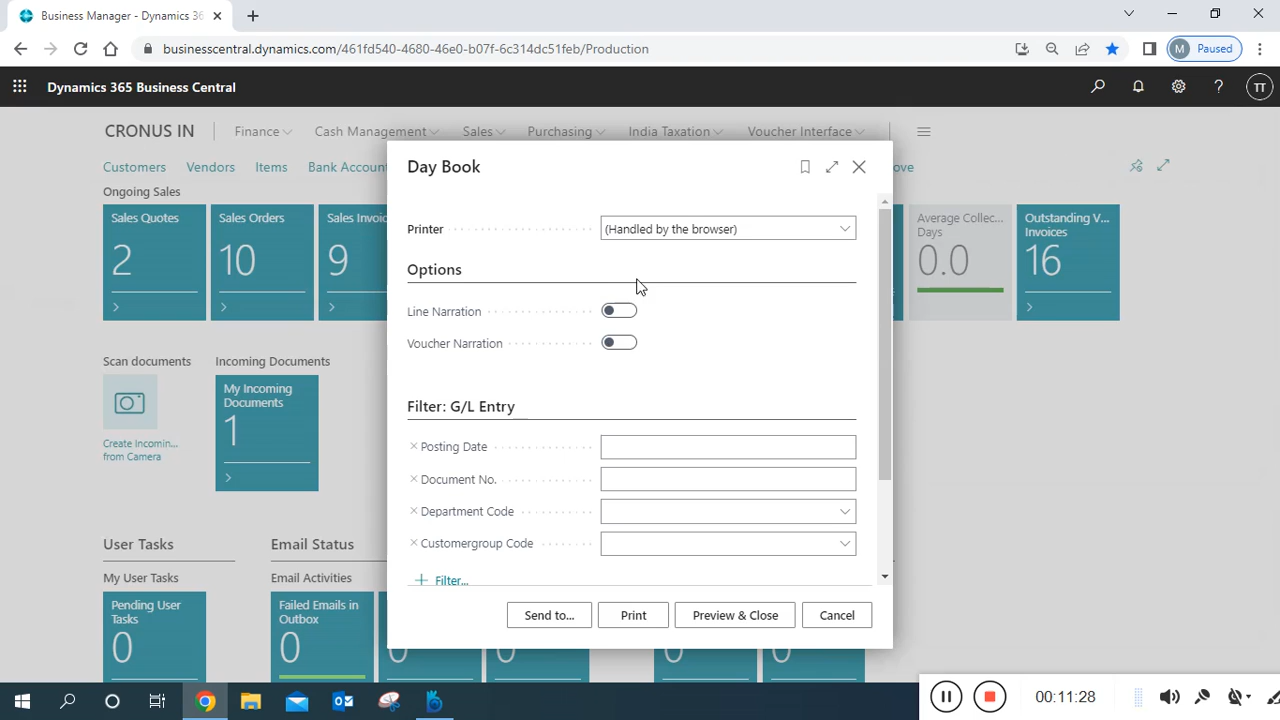 Business Manager - Dynamics 36
businesscentral.dynamics.com/461fd540-4680-46e0-b07f-6c314dc51feb/Production
M Paused
Dynamics 365 Business Central
TT
CRONUS IN
Finance Cash Management Sales Purchasing India Taxation Voucher Interface
Customers Vendors Items Bank Accoun ove
Ongoing Sales
Sales Quotes
2
Sales Orders
10
Sales Invoic
9
Average Collec...
Days
0.0
Outstanding V...
Invoices
16
Scan documents
Create Incomin...
from Camera
Incoming Documents
My Incoming
Documents
1
User Tasks
My User Tasks
Pending User
Tasks
0
Email Status
Email Activities
Failed Emails in
Outbox
0
0
0
0
0
Day Book
Printer
(Handled by the browser)
Options
Line Narration
Voucher Narration
Filter: G/L Entry
Posting Date
Document No.
Department Code
Customergroup Code
Filter...
Send to...
Print
Preview & Close
Cancel
00:11:28